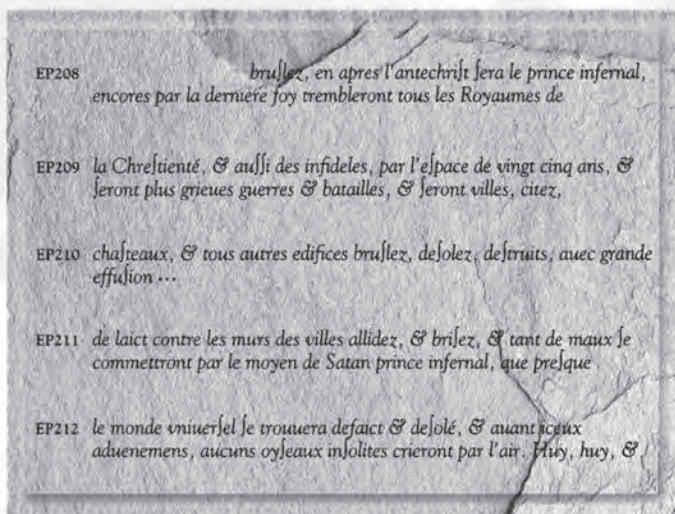 EP208 bruſlez, en apres l'antechriſt ſera le prince infernal,
encores par la derniere foy trembleront tous les Royaumes de
EP209 la Chreſtienté, & auſſi des infideles, par l'eſpace de vingt cinq ans, &
ſeront plus grieues guerres & batailles, & ſeront villes, citez,
EP210 chaſteaux, & tous autres edifices bruſlez, deſolez, deſtruits, auec grande
effuſion ...
EP211 de laict contre les murs des villes allidez, & briſez, & tant de maux ſe
commettront par le moyen de Satan prince infernal, que preſque
EP212 le monde vniuerſel ſe trouuera defaict & deſolé, & auant iceux
aduenemens, aucuns oyſeaux inſolites crieront par l'air. Huy, huy, &